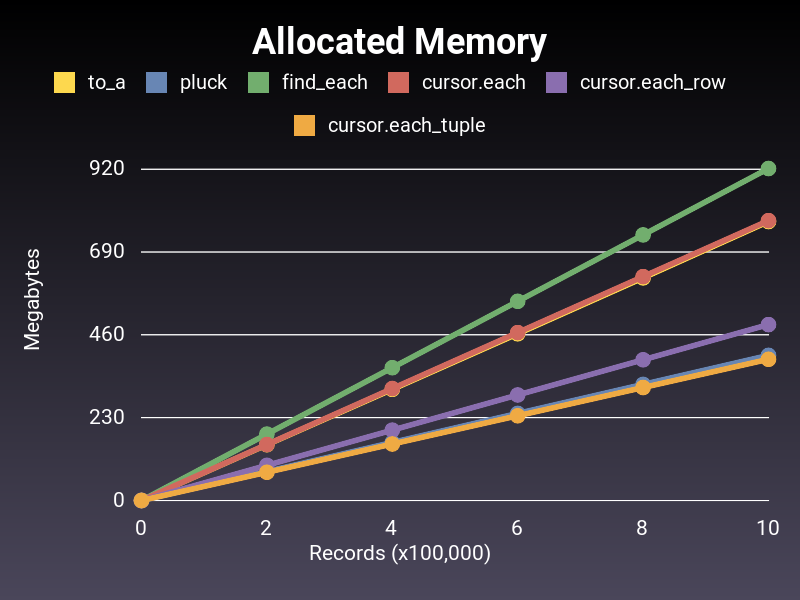 Allocated Memory
to_a pluck find_each cursor.each cursor.each_row
cursor.each_tuple
920
690
460
230
0
Megabytes
0 2 4 6 8 10
Records (x100,000)